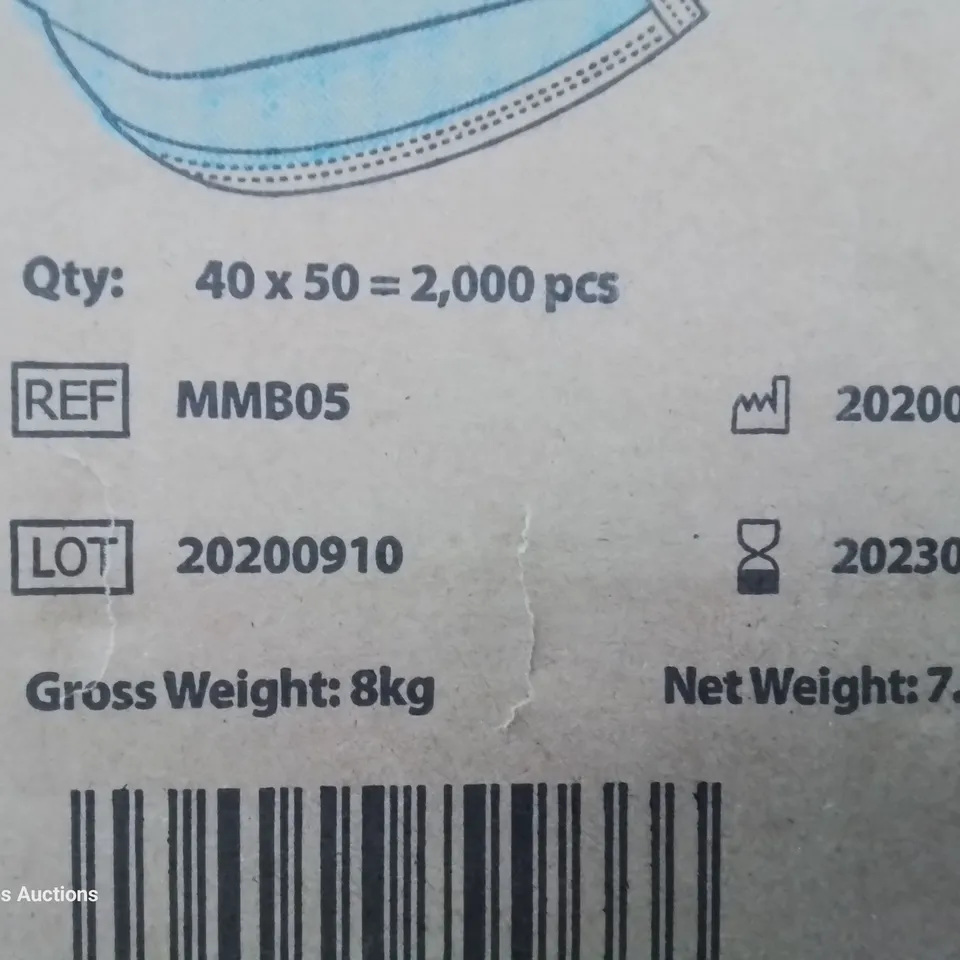 Qty: 40 x 50 = 2,000 pcs
REF MMB05 20200
LOT 20200910 20230
Gross Weight: 8kg Net Weight: 7.
s Auctions